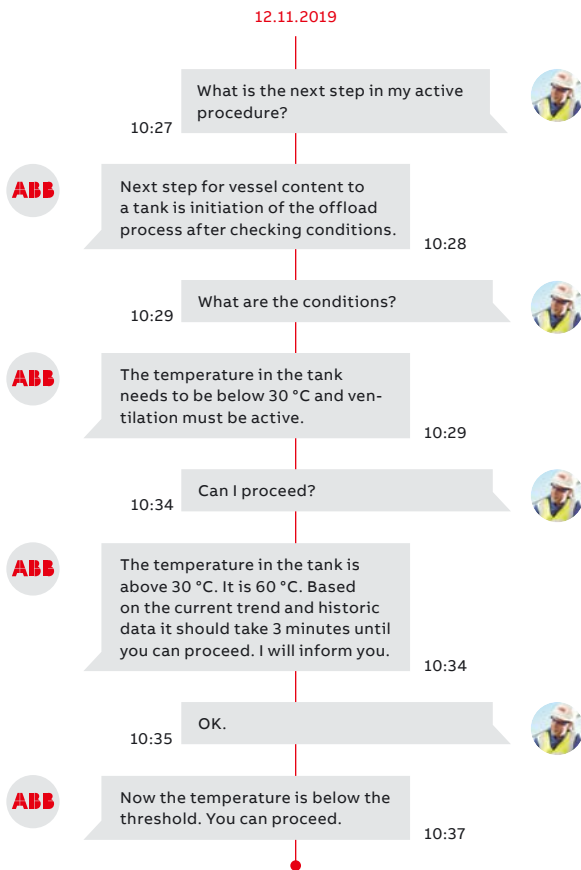 12.11.2019
What is the next step in my active
procedure?
10:27
ABB
Next step for vessel content to
a tank is initiation of the offload
process after checking conditions.
10:28
What are the conditions?
10:29
ABB
The temperature in the tank
needs to be below 30 °C and ven-
tilation must be active.
10:29
Can I proceed?
10:34
ABB
The temperature in the tank is
above 30 °C. It is 60 °C. Based
on the current trend and historic
data it should take 3 minutes until
you can proceed. I will inform you.
10:34
OK.
10:35
ABB
Now the temperature is below the
threshold. You can proceed.
10:37